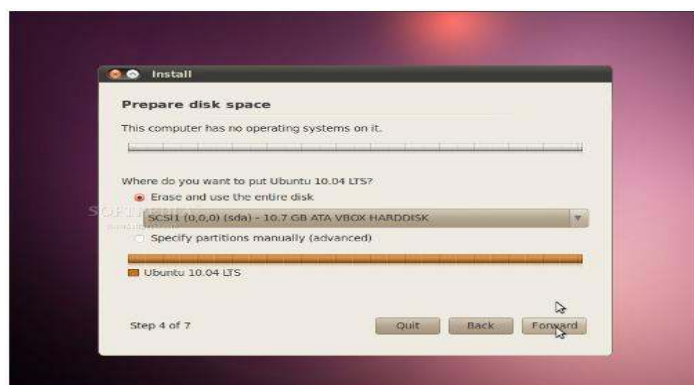 Install
Prepare disk space
This computer has no operating systems on it.
Where do you want to put Ubuntu 10.04 LTS?
Erase and use the entire disk
SCSI1 (0,0,0) (sda) - 10.7 GB ATA VBOX HARDDISK
Specify partitions manually (advanced)
Ubuntu 10.04 LTS
Step 4 of 7
Quit
Back
Forward